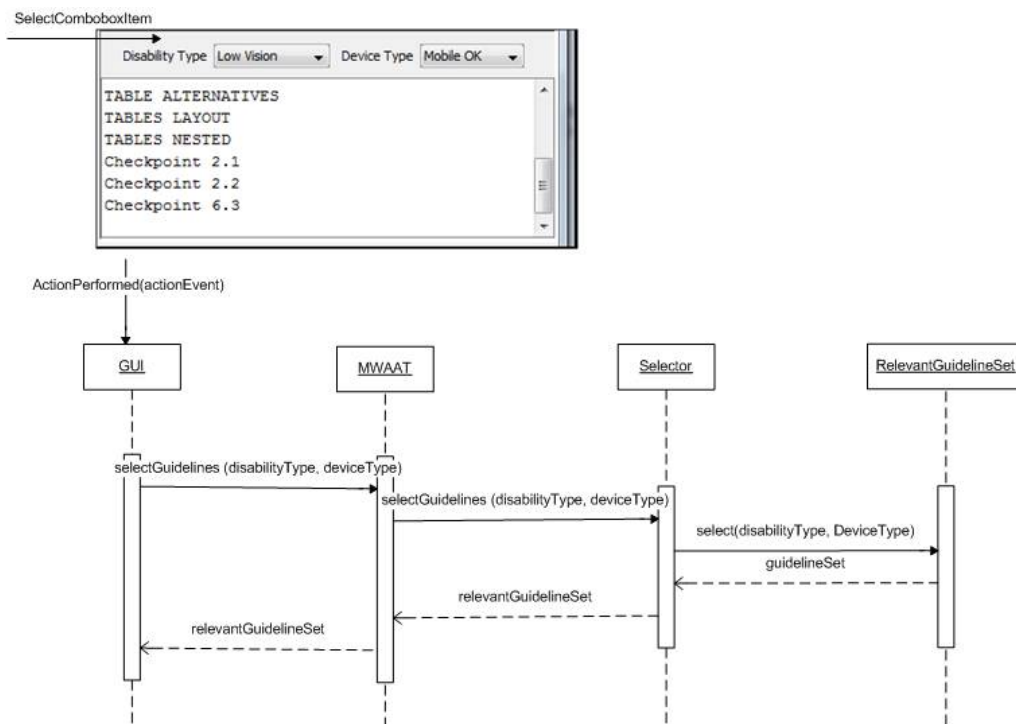 SelectComboboxItem
Disability Type Low Vision Device Type Mobile OK
TABLE ALTERNATIVES
TABLES LAYOUT
TABLES NESTED
Checkpoint 2.1
Checkpoint 2.2
Checkpoint 6.3
ActionPerformed(actionEvent)
GUI
MWAAT
Selector
RelevantGuidelineSet
selectGuidelines (disabilityType, deviceType)
selectGuidelines (disabilityType, deviceType)
select(disabilityType, DeviceType)
guidelineSet
relevantGuidelineSet
relevantGuidelineSet